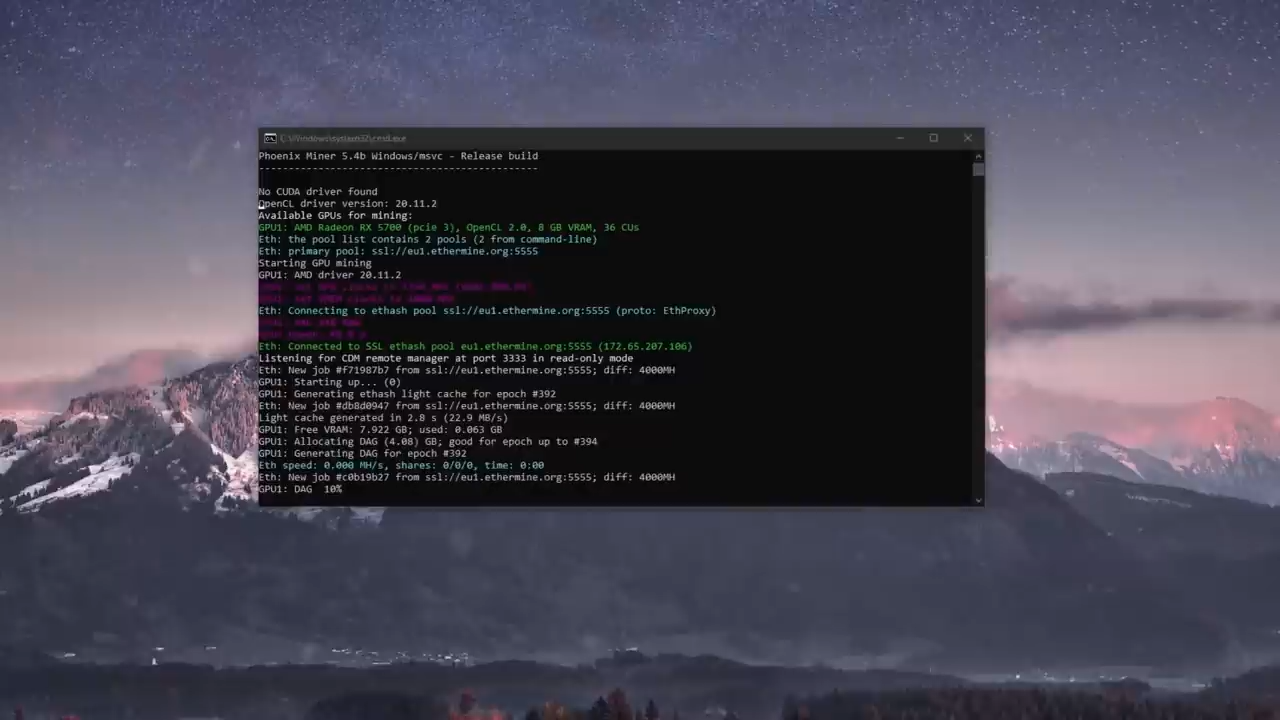 C:\Windows\system32\cmd.exe
Phoenix Miner 5.4b Windows/msvc - Release build
-----------------------------------------------
No CUDA driver found
OpenCL driver version: 20.11.2
Available GPUs for mining:
GPU1: AMD Radeon RX 5700 (pcie 3), OpenCL 2.0, 8 GB VRAM, 36 CUs
Eth: the pool list contains 2 pools (2 from command-line)
Eth: primary pool: ssl://eu1.ethermine.org:5555
Starting GPU mining
GPU1: AMD driver 20.11.2
Eth: Connecting to ethash pool ssl://eu1.ethermine.org:5555 (proto: EthProxy)
Eth: Connected to SSL ethash pool eu1.ethermine.org:5555 (172.65.207.106)
Listening for CDM remote manager at port 3333 in read-only mode
Eth: New job #f71987b7 from ssl://eu1.ethermine.org:5555; diff: 4000MH
GPU1: Starting up... (0)
GPU1: Generating ethash light cache for epoch #392
Eth: New job #db8d0947 from ssl://eu1.ethermine.org:5555; diff: 4000MH
Light cache generated in 2.8 s (22.9 MB/s)
GPU1: Free VRAM: 7.922 GB; used: 0.063 GB
GPU1: Allocating DAG (4.08) GB; good for epoch up to #394
GPU1: Generating DAG for epoch #392
Eth speed: 0.000 MH/s, shares: 0/0/0, time: 0:00
Eth: New job #c0b19b27 from ssl://eu1.ethermine.org:5555; diff: 4000MH
GPU1: DAG  10%